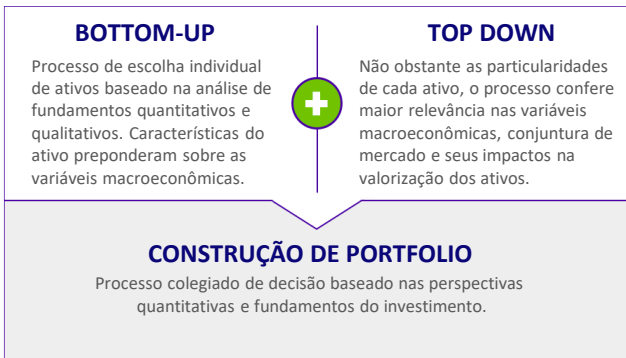 BOTTOM-UP
Processo de escolha individual
de ativos baseado na análise de
fundamentos quantitativos e
qualitativos. Características do
ativo preponderam sobre as
variáveis macroeconômicas.
TOP DOWN
Não obstante as particularidades
de cada ativo, o processo confere
maior relevância nas variáveis
macroeconômicas, conjuntura de
mercado e seus impactos na
valorização dos ativos.
CONSTRUÇÃO DE PORTFOLIO
Processo colegiado de decisão baseado nas perspectivas
quantitativas e fundamentos do investimento.